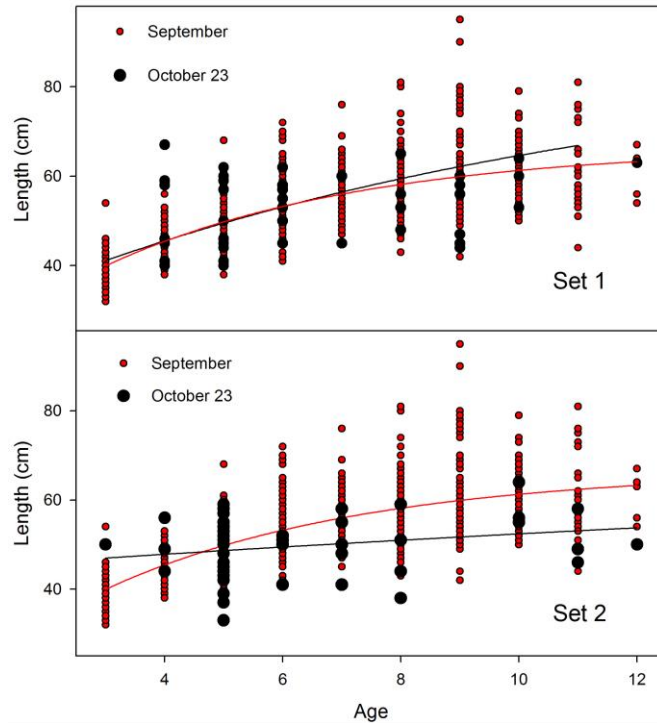 September
October 23
80
60
40
Length (cm)
Set 1
September
October 23
80
60
40
Length (cm)
Set 2
4 6 8 10 12
Age